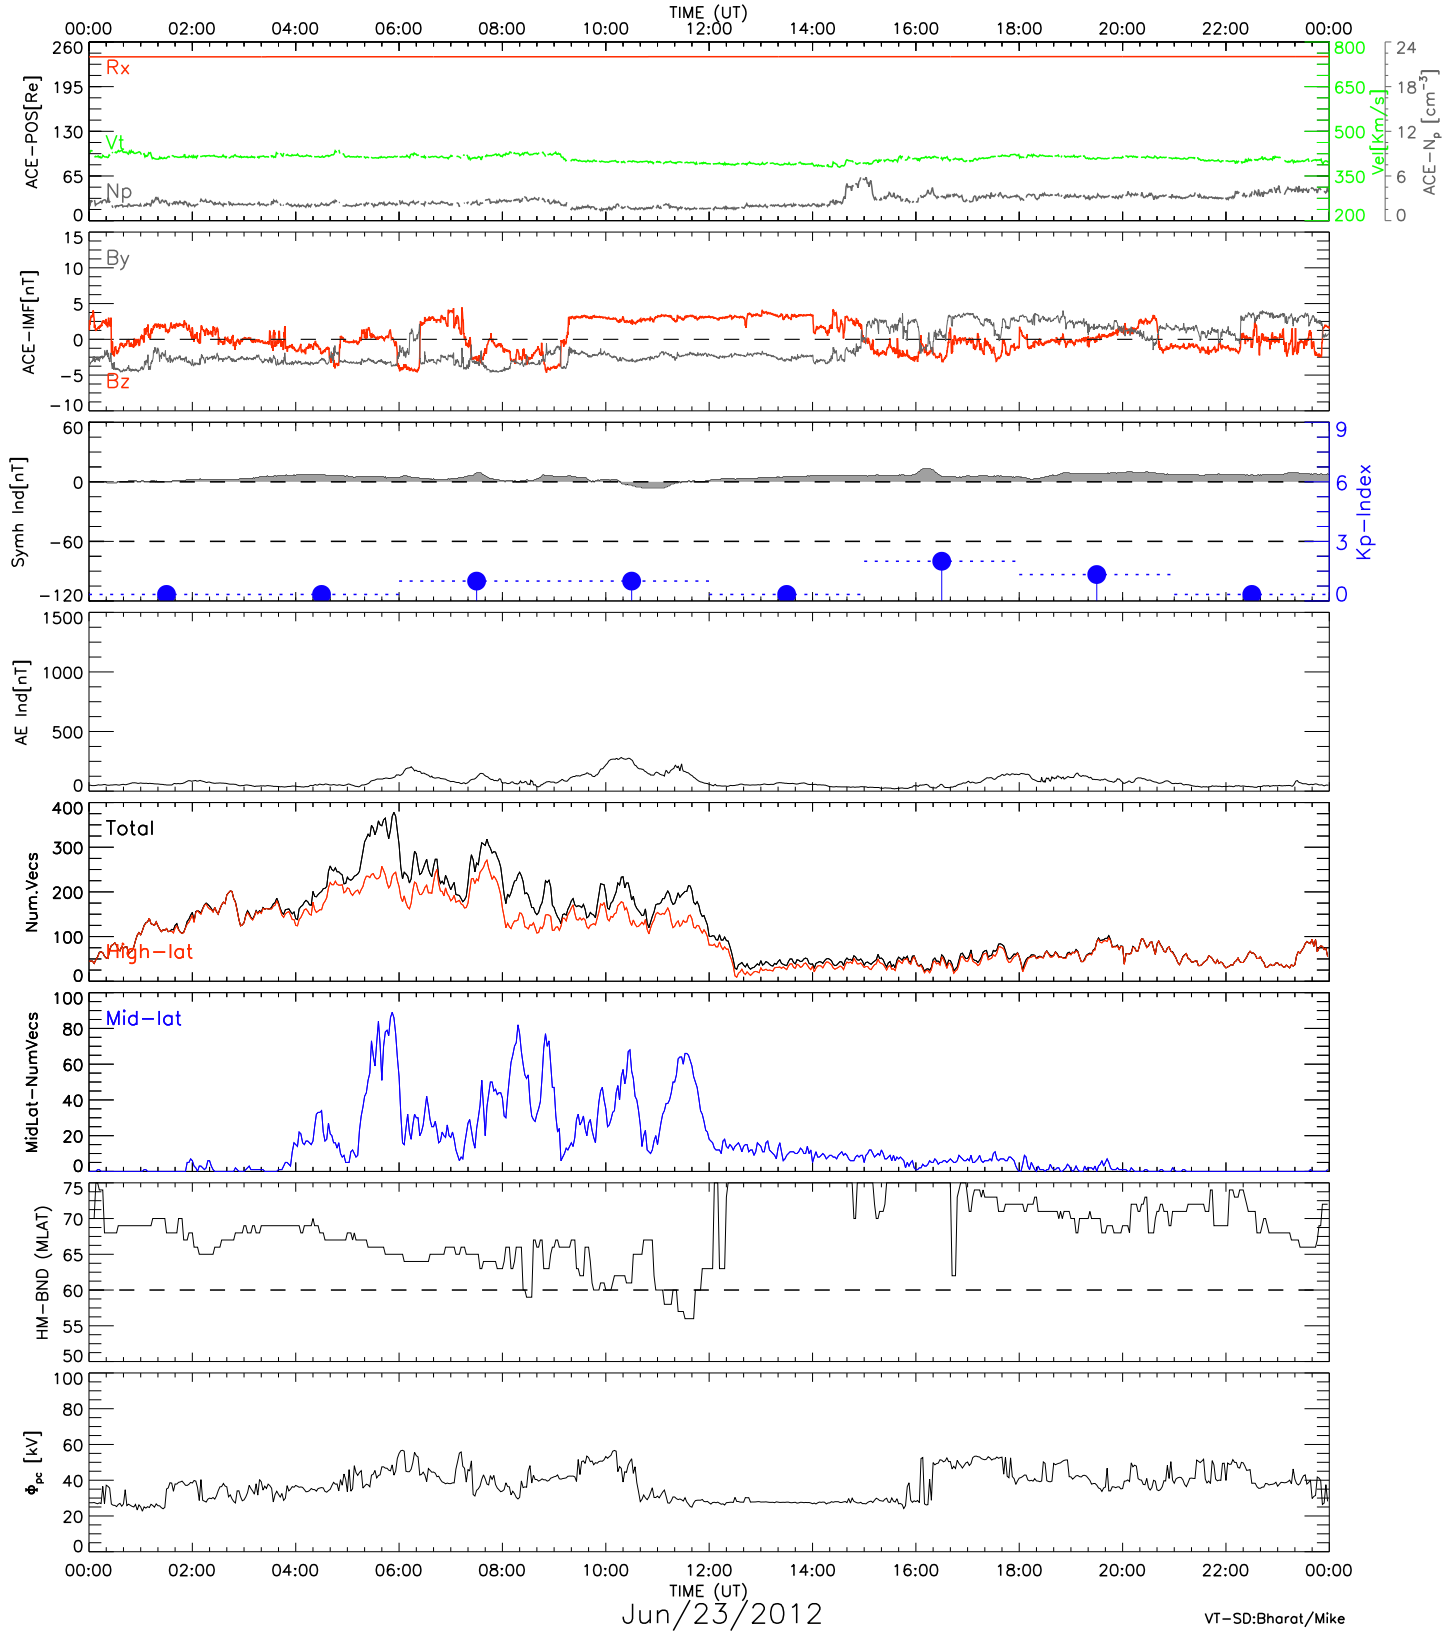 TIME (UT)
00:00 02:00 04:00 06:00 08:00 10:00 12:00 14:00 16:00 18:00 20:00 22:00 00:00
ACE-POS[Re]
260
195
130
65
0
Rx
Vt
Np
800
650
500
350
200
Vel[Km/s]
24
18
12
6
0
ACE-Np [cm-3]
ACE-IMF[nT]
15
10
5
0
-5
-10
By
Bz
Symh Ind[nT]
60
0
-60
-120
9
6
3
0
Kp-Index
AE Ind[nT]
1500
1000
500
0
Num.Vecs
400
300
200
100
0
Total
High-lat
MidLat-NumVecs
100
80
60
40
20
0
Mid-lat
HM-BND (MLAT)
75
70
65
60
55
50
Φpc [kV]
100
80
60
40
20
0
00:00 02:00 04:00 06:00 08:00 10:00 12:00 14:00 16:00 18:00 20:00 22:00 00:00
TIME (UT)
Jun/23/2012
VT-SD:Bharat/Mike